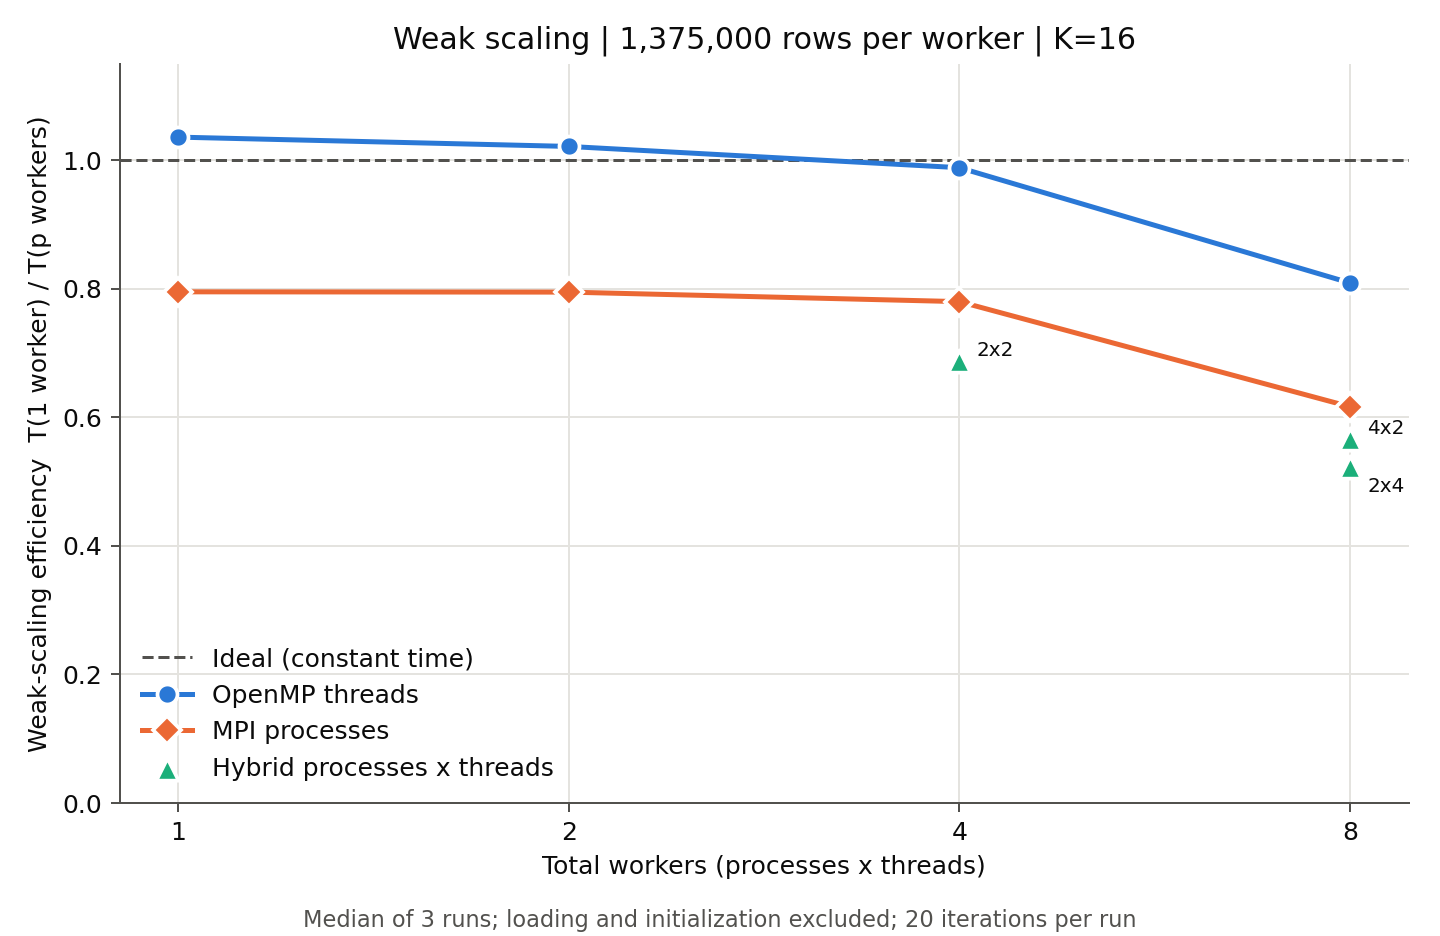 Weak scaling | 1,375,000 rows per worker | K=16
Weak-scaling efficiency  T(1 worker) / T(p workers)
1.0
0.8
0.6
0.4
0.2
0.0
2x2
4x2
2x4
Ideal (constant time)
OpenMP threads
MPI processes
Hybrid processes x threads
1 2 4 8
Total workers (processes x threads)
Median of 3 runs; loading and initialization excluded; 20 iterations per run